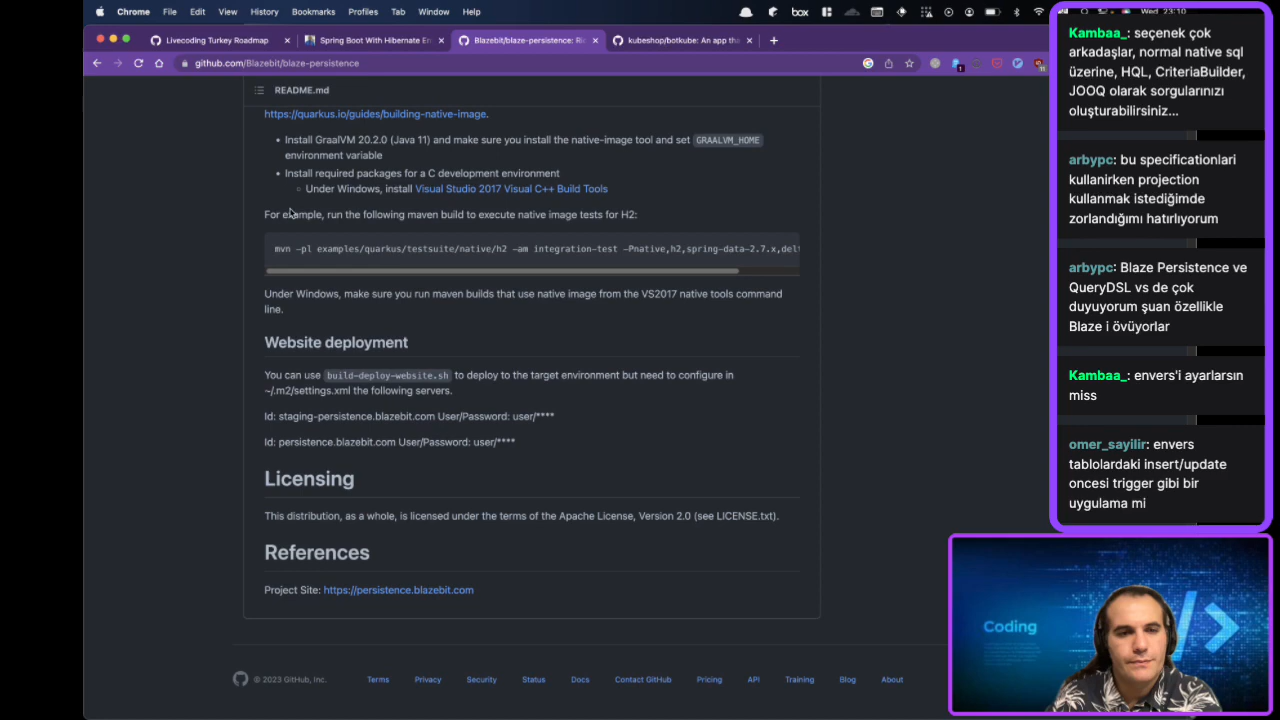 Chrome File Edit View History Bookmarks Profiles Tab Window Help
box
Wed 23:10
Livecoding Turkey Roadmap
Spring Boot With Hibernate En
Blazebit/blaze-persistence: Ric
kubeshop/botkube: An app tha
github.com/Blazebit/blaze-persistence
README.md
https://quarkus.io/guides/building-native-image.
Install GraalVM 20.2.0 (Java 11) and make sure you install the native-image tool and set GRAALVM_HOME
environment variable
Install required packages for a C development environment
Under Windows, install Visual Studio 2017 Visual C++ Build Tools
For example, run the following maven build to execute native image tests for H2:
mvn -pl examples/quarkus/testsuite/native/h2 -am integration-test -Pnative,h2,spring-data-2.7.x,delt
Under Windows, make sure you run maven builds that use native image from the VS2017 native tools command
line.
Website deployment
You can use build-deploy-website.sh to deploy to the target environment but need to configure in
~/.m2/settings.xml the following servers.
Id: staging-persistence.blazebit.com User/Password: user/****
Id: persistence.blazebit.com User/Password: user/****
Licensing
This distribution, as a whole, is licensed under the terms of the Apache License, Version 2.0 (see LICENSE.txt).
References
Project Site: https://persistence.blazebit.com
© 2023 GitHub, Inc. Terms Privacy Security Status Docs Contact GitHub Pricing API Training Blog About
Kambaa_: seçenek çok
arkadaşlar, normal native sql
üzerine, HQL, CriteriaBuilder,
JOOQ olarak sorgularınızı
oluşturabilirsiniz...
arbypc: bu specificationlari
kullanirken projection
kullanmak istediğimde
zorlandığımı hatırlıyorum
arbypc: Blaze Persistence ve
QueryDSL vs de çok
duyuyorum şuan özellikle
Blaze i övüyorlar
Kambaa_: envers'i ayarlarsın
miss
omer_sayilir: envers
tablolardaki insert/update
oncesi trigger gibi bir
uygulama mi
Coding